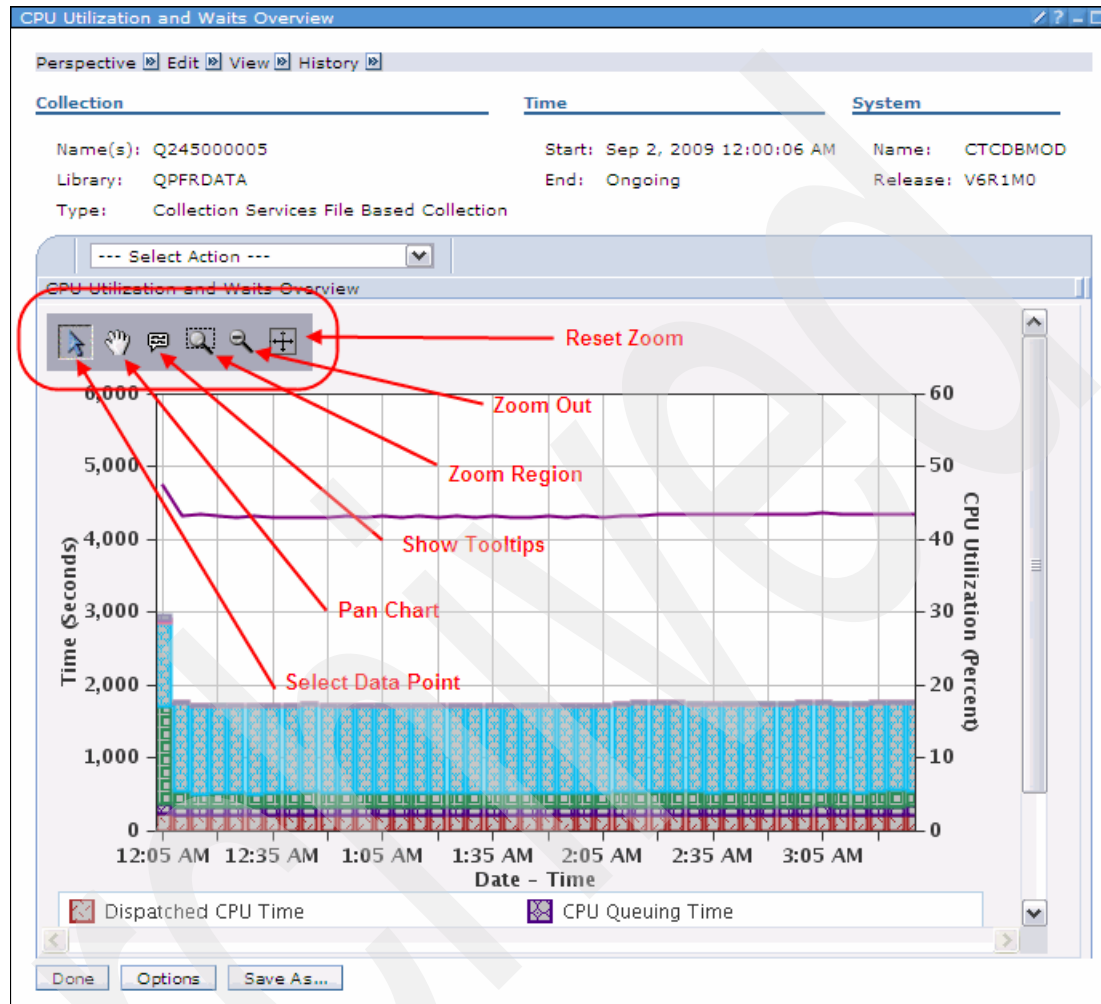 CPU Utilization and Waits Overview
Perspective Edit View History
Collection Time System
Name(s): Q245000005 Start: Sep 2, 2009 12:00:06 AM Name: CTCDBMOD
Library: QPFRDATA End: Ongoing Release: V6R1M0
Type: Collection Services File Based Collection
--- Select Action ---
CPU Utilization and Waits Overview
Reset Zoom
Zoom Out
Zoom Region
Show Tooltips
Pan Chart
Select Data Point
Time (Seconds)
6,000
5,000
4,000
3,000
2,000
1,000
0
60
50
40
30
20
10
0
CPU Utilization (Percent)
12:05 AM 12:35 AM 1:05 AM 1:35 AM 2:05 AM 2:35 AM 3:05 AM
Date - Time
Dispatched CPU Time CPU Queuing Time
Done Options Save As...